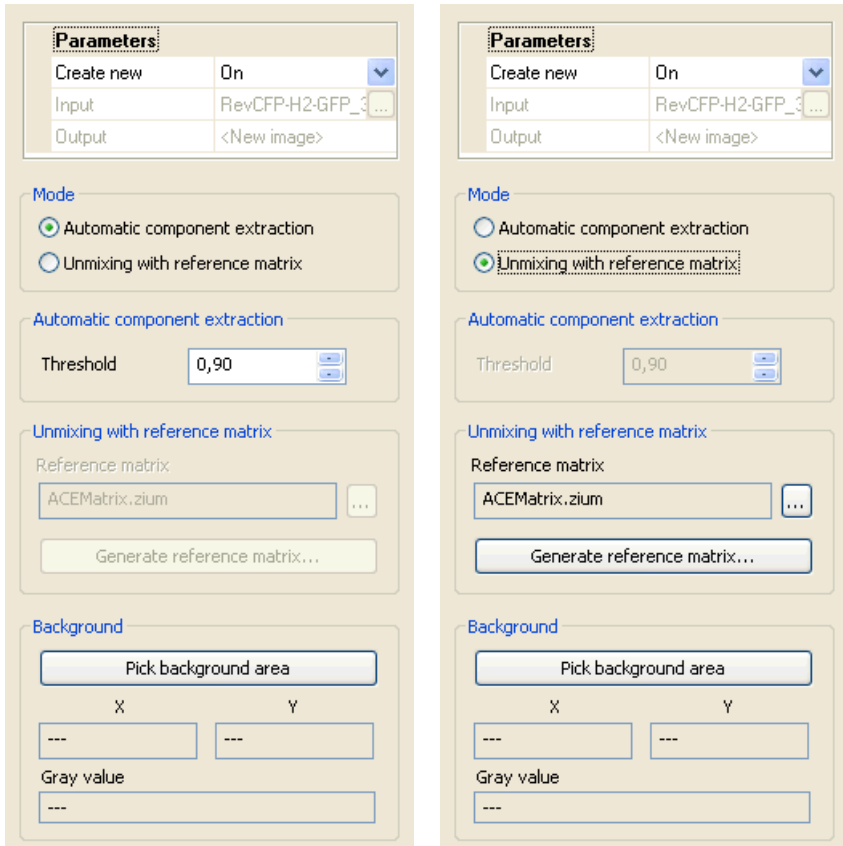 Parameters
Create new On
Input RevCFP-H2-GFP_3 ...
Output <New image>
Mode
Automatic component extraction
Unmixing with reference matrix
Automatic component extraction
Threshold 0,90
Unmixing with reference matrix
Reference matrix
ACEMatrix.zium ...
Generate reference matrix...
Background
Pick background area
X Y
--- ---
Gray value
---
Parameters
Create new On
Input RevCFP-H2-GFP_3 ...
Output <New image>
Mode
Automatic component extraction
Unmixing with reference matrix
Automatic component extraction
Threshold 0,90
Unmixing with reference matrix
Reference matrix
ACEMatrix.zium ...
Generate reference matrix...
Background
Pick background area
X Y
--- ---
Gray value
---